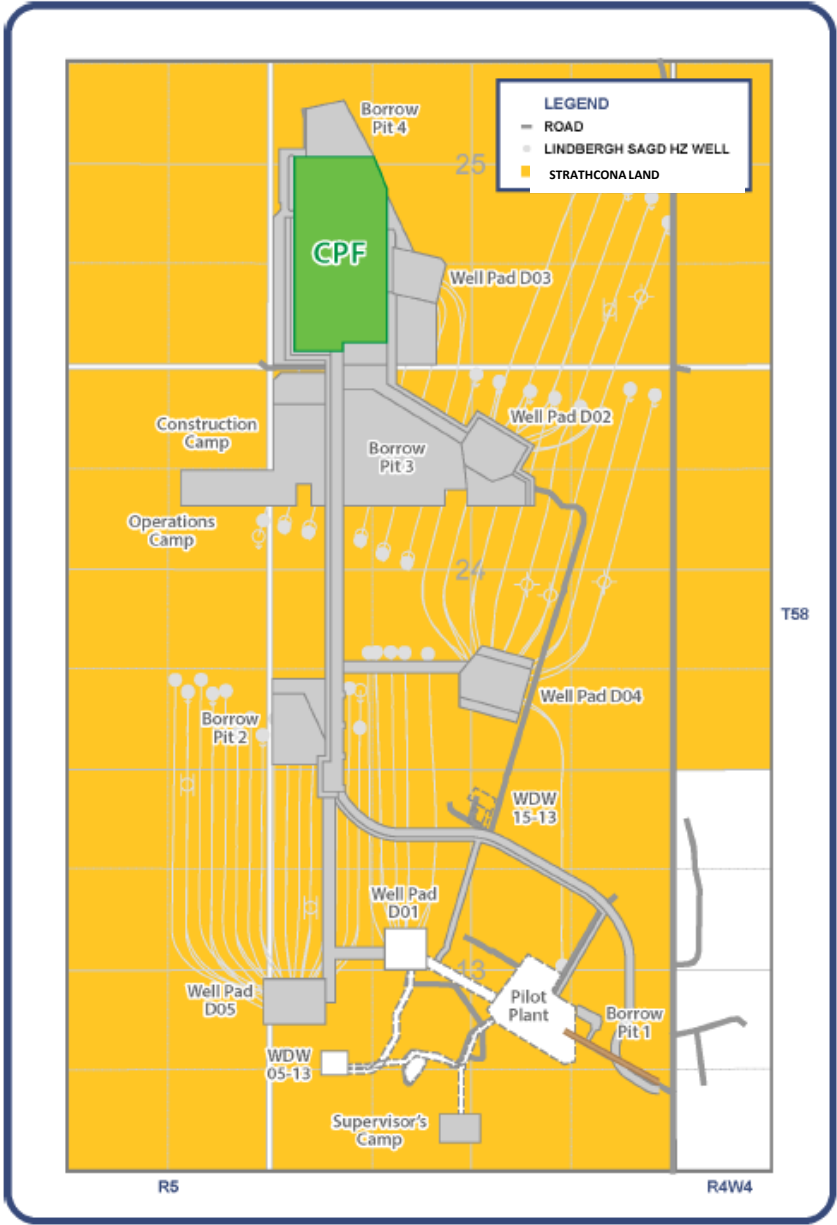 Borrow
Pit 4
LEGEND
ROAD
LINDBERGH SAGD HZ WELL
STRATHCONA LAND
25
CPF
Well Pad D03
Construction
Camp
Well Pad D02
Borrow
Pit 3
Operations
Camp
24
T58
Well Pad D04
Borrow
Pit 2
WDW
15-13
Well Pad
D01
13
Well Pad
D05
Pilot
Plant
Borrow
Pit 1
WDW
05-13
Supervisor's
Camp
R5
R4W4